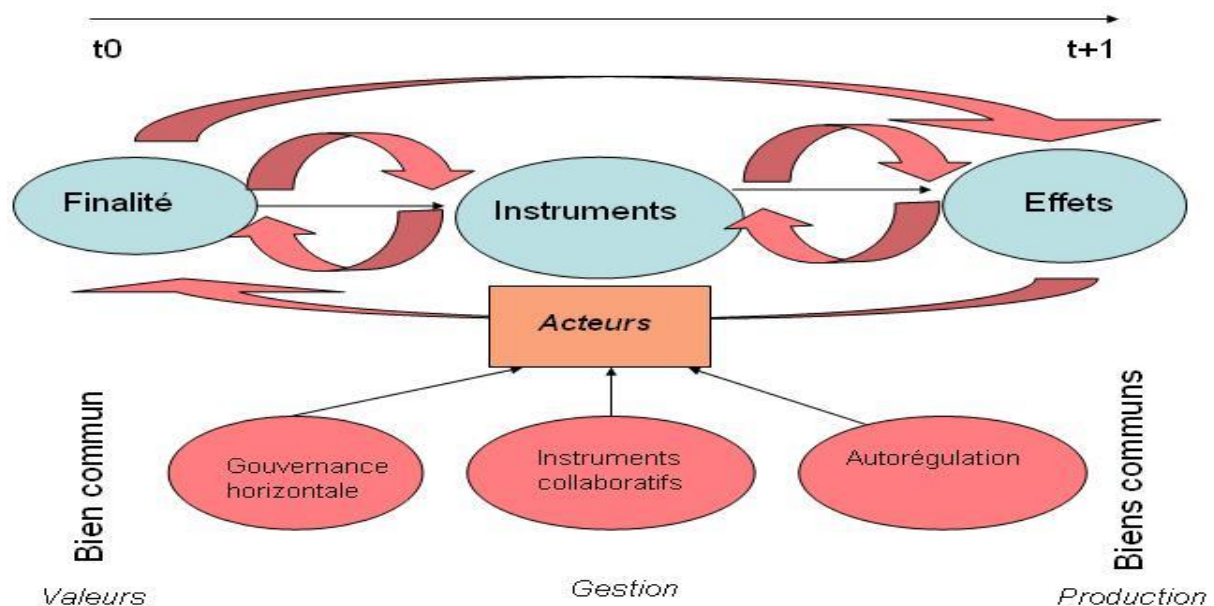 t0
t+1
Finalité
Instruments
Effets
Acteurs
Bien commun
Gouvernance
horizontale
Instruments
collaboratifs
Autorégulation
Biens communs
Valeurs
Gestion
Production